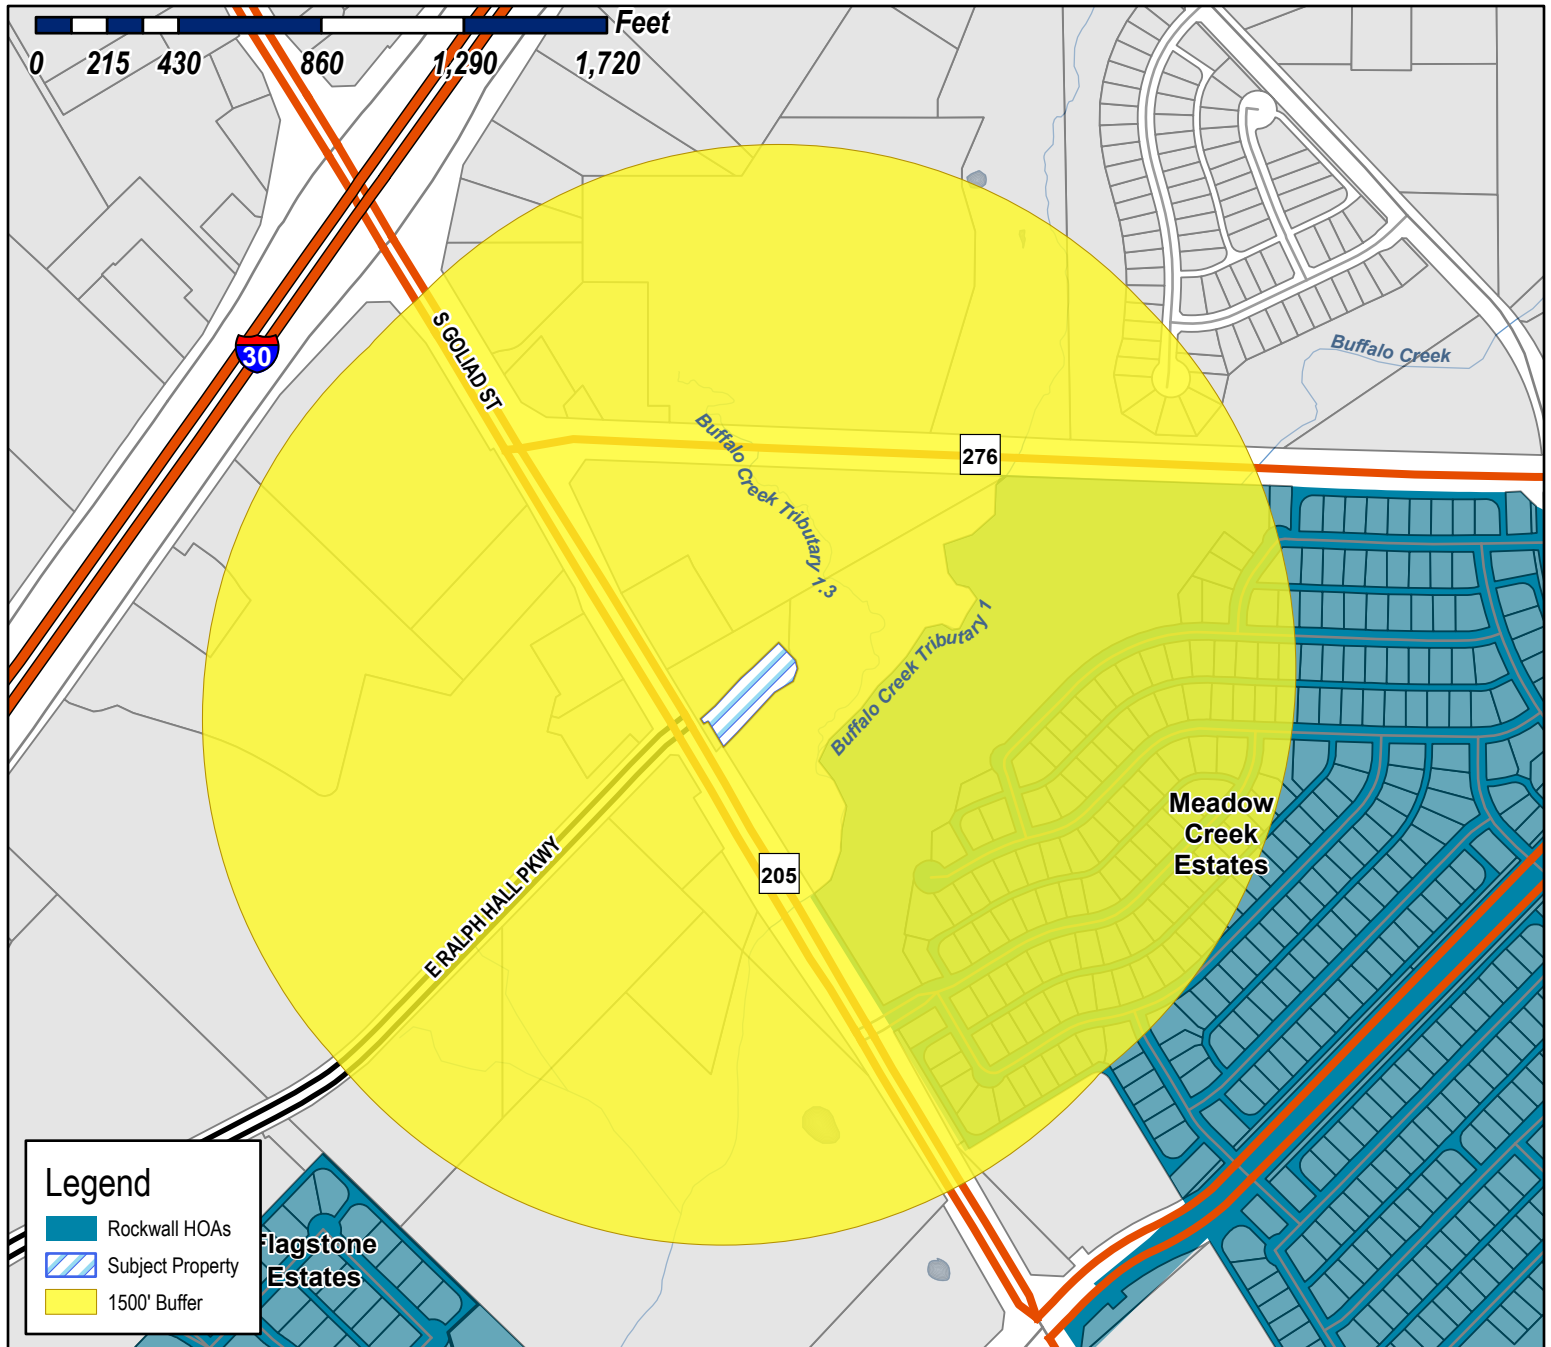 Feet
0 215 430 860 1,290 1,720
S GOLIAD ST
30
Buffalo Creek
276
Buffalo Creek Tributary 1.3
Buffalo Creek Tributary 1
Meadow
Creek
Estates
205
E RALPH HALL PKWY
Legend
Rockwall HOAs
Subject Property
1500' Buffer
Flagstone
Estates